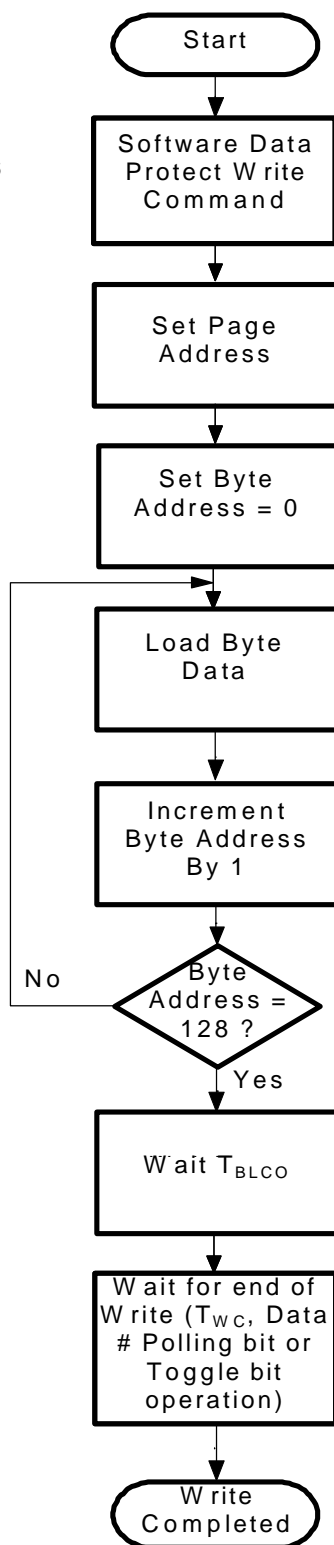 Start
Software Data
Protect Write
Command
Set Page
Address
Set Byte
Address = 0
Load Byte
Data
Increment
Byte Address
By 1
Byte
Address =
128 ?
No
Yes
Wait TBLCO
Wait for end of
Write (TWC, Data
# Polling bit or
Toggle bit
operation)
Write
Completed